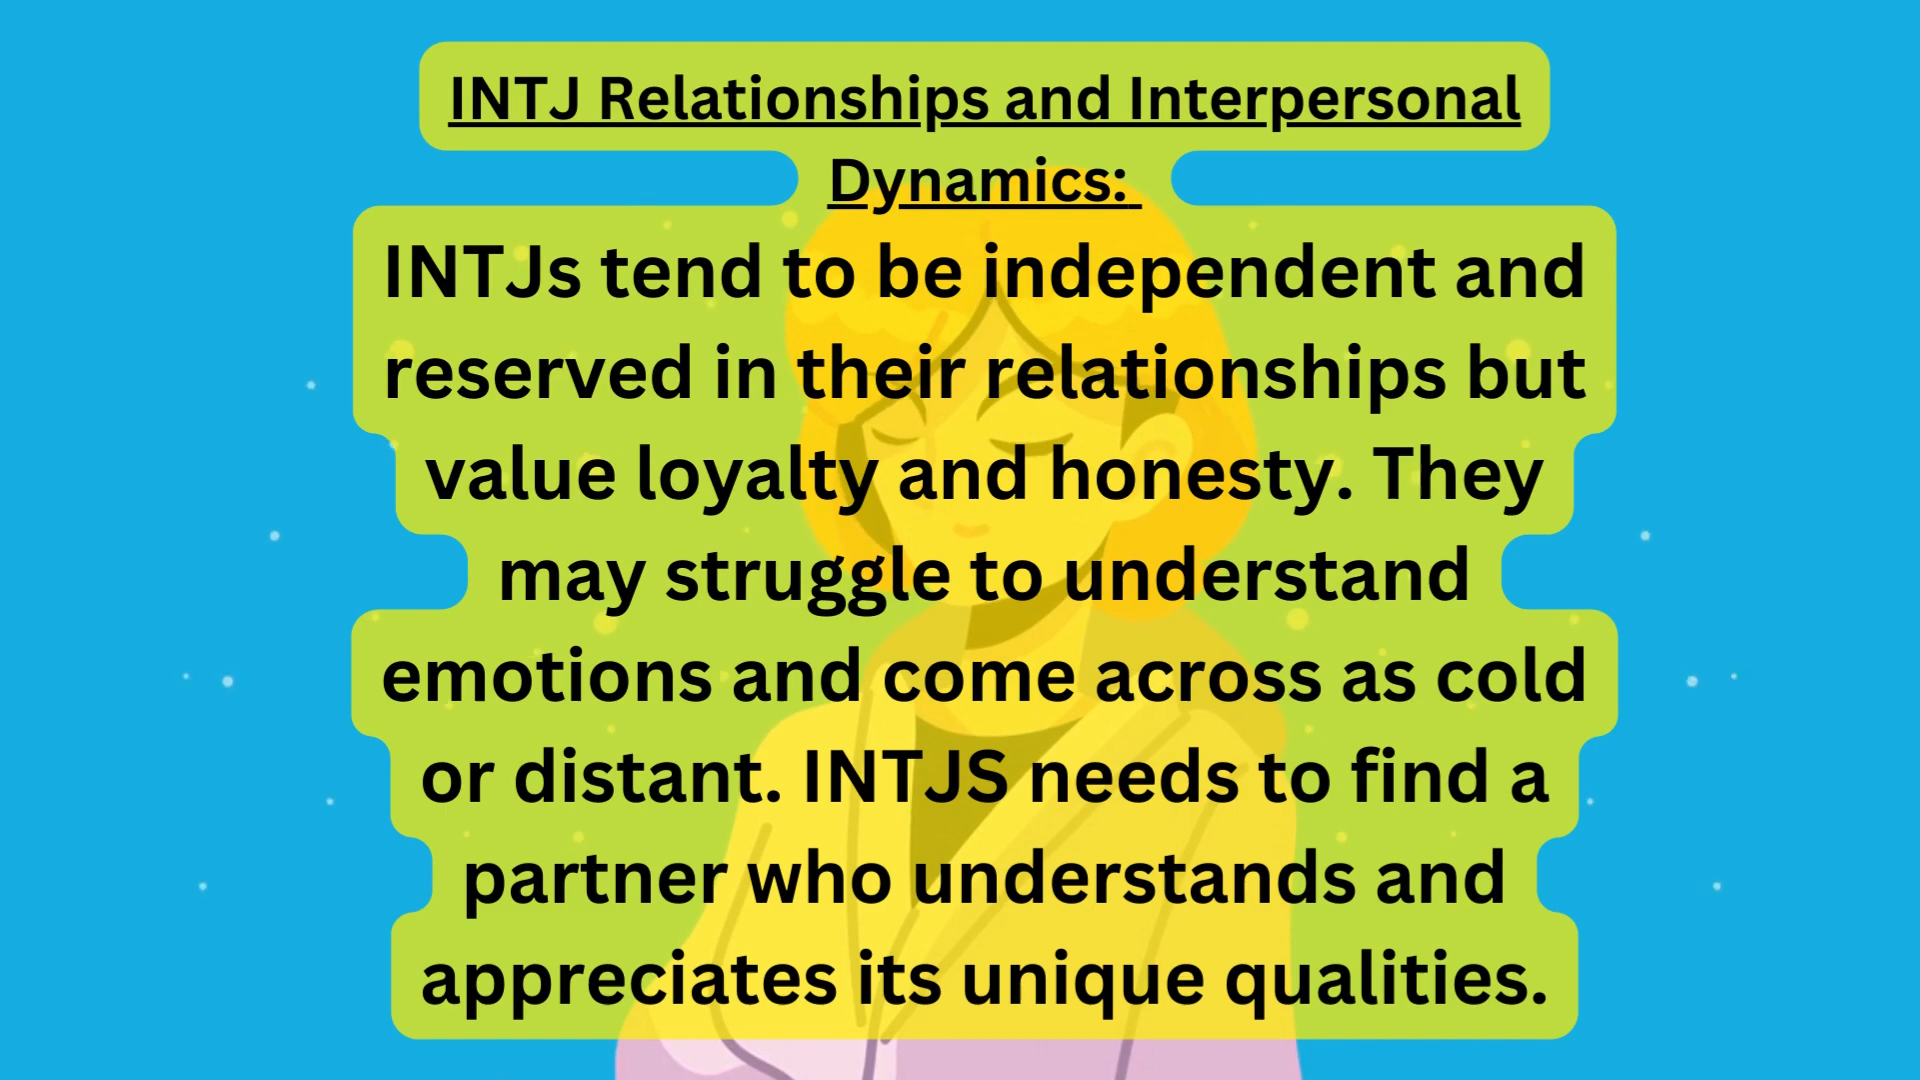 INTJ Relationships and Interpersonal
Dynamics:
INTJs tend to be independent and
reserved in their relationships but
value loyalty and honesty. They
may struggle to understand
emotions and come across as cold
or distant. INTJS needs to find a
partner who understands and
appreciates its unique qualities.